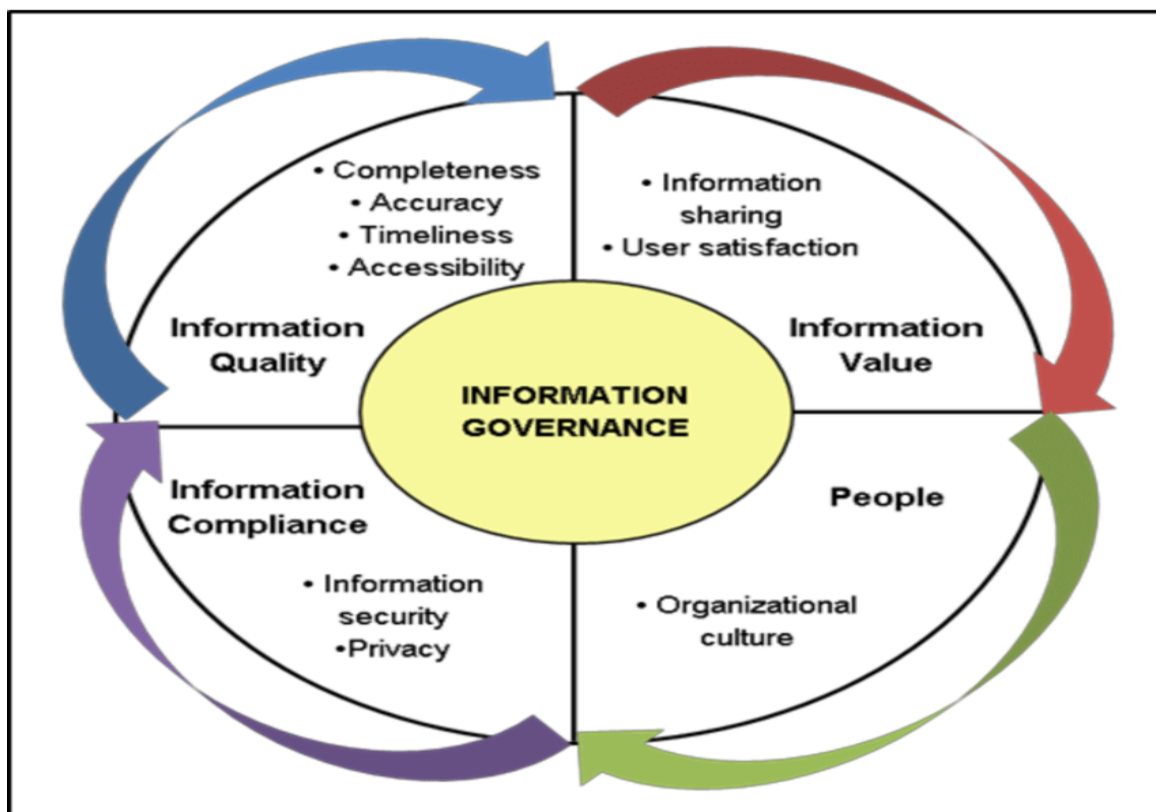 • Completeness
• Accuracy
• Timeliness
• Accessibility
Information
Quality
• Information
sharing
• User satisfaction
Information
Value
INFORMATION
GOVERNANCE
Information
Compliance
• Information
security
•Privacy
People
• Organizational
culture